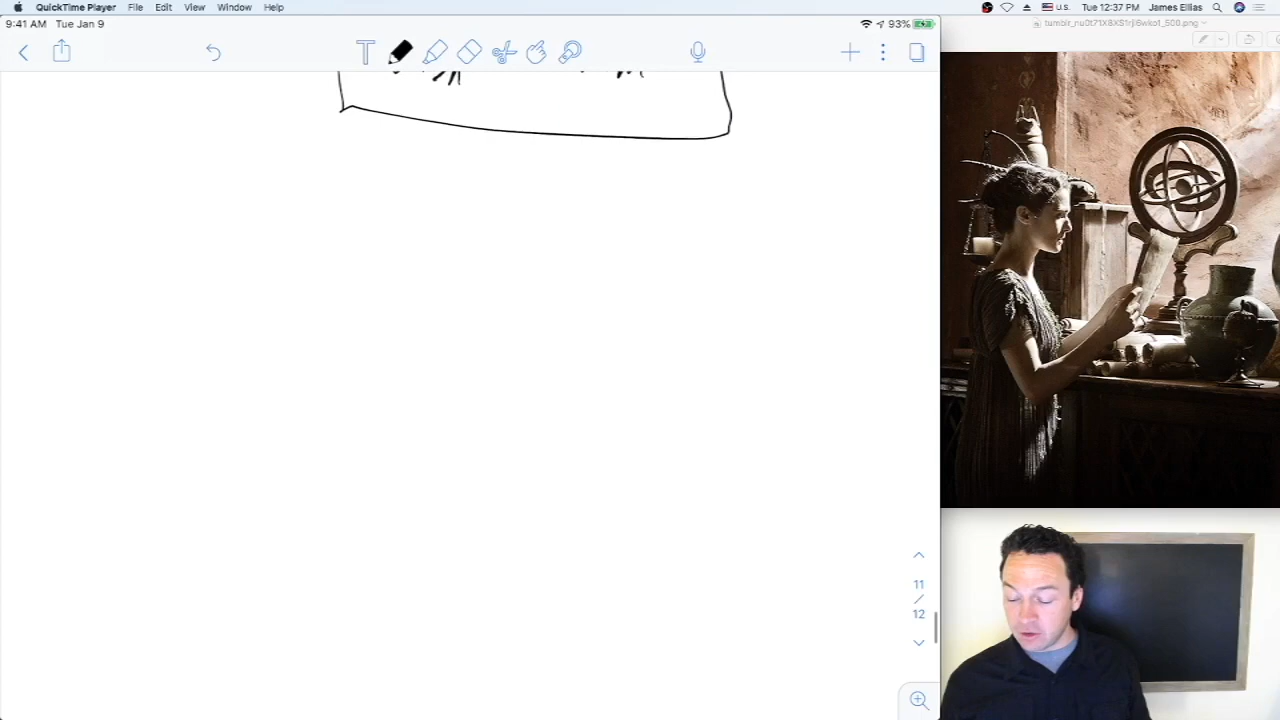 QuickTime Player File Edit View Window Help
U.S. Tue 12:37 PM James Ellias
9:41 AM Tue Jan 9
93%
T
11
12